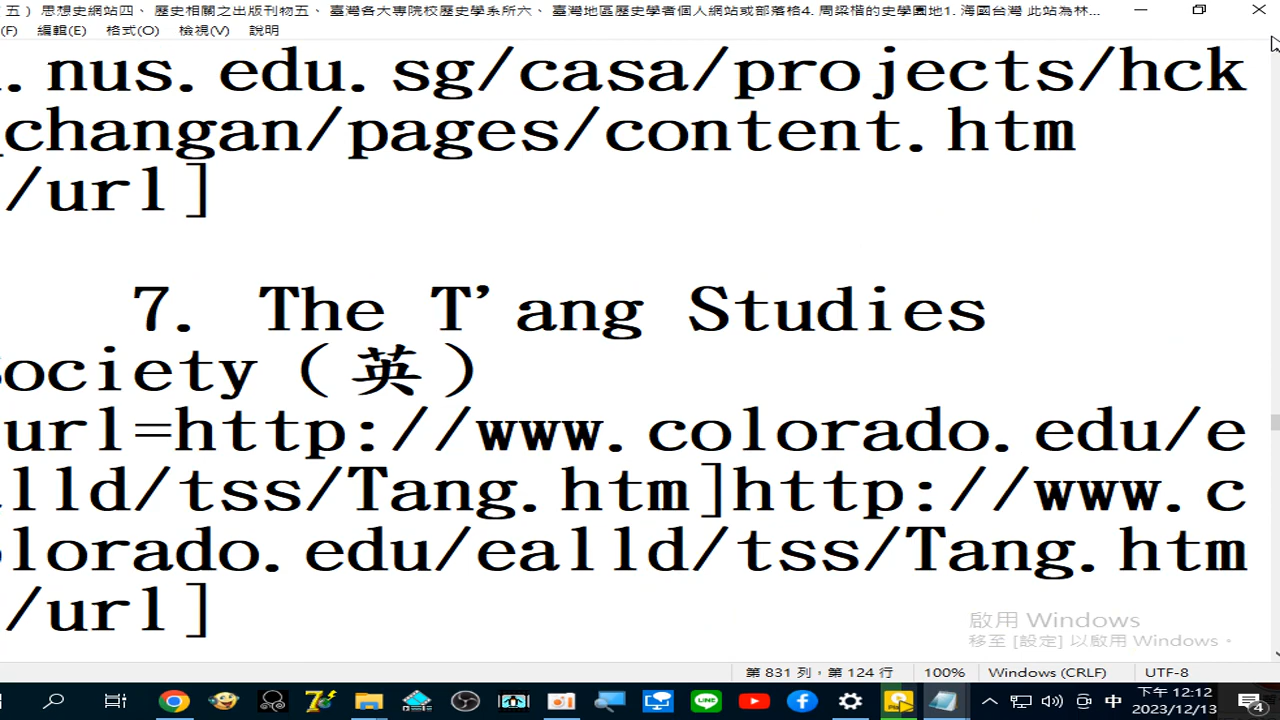 五） 思想史網站四、 歷史相關之出版刊物五、 臺灣各大專院校歷史學系所六、 臺灣地區歷史學者個人網站或部落格4. 周梁楷的史學園地1. 海國台灣 此站為林...
(F) 編輯(E) 格式(O) 檢視(V) 說明
.nus.edu.sg/casa/projects/hck
_changan/pages/content.htm
/url]
7. The T'ang Studies
Society（英）
url=http://www.colorado.edu/e
alld/tss/Tang.htm]http://www.c
olorado.edu/ealld/tss/Tang.htm
/url]
啟用 Windows
移至 [設定] 以啟用 Windows。
第 831 列，第 124 行 100% Windows (CRLF) UTF-8
中 下午 12:12
2023/12/13 4